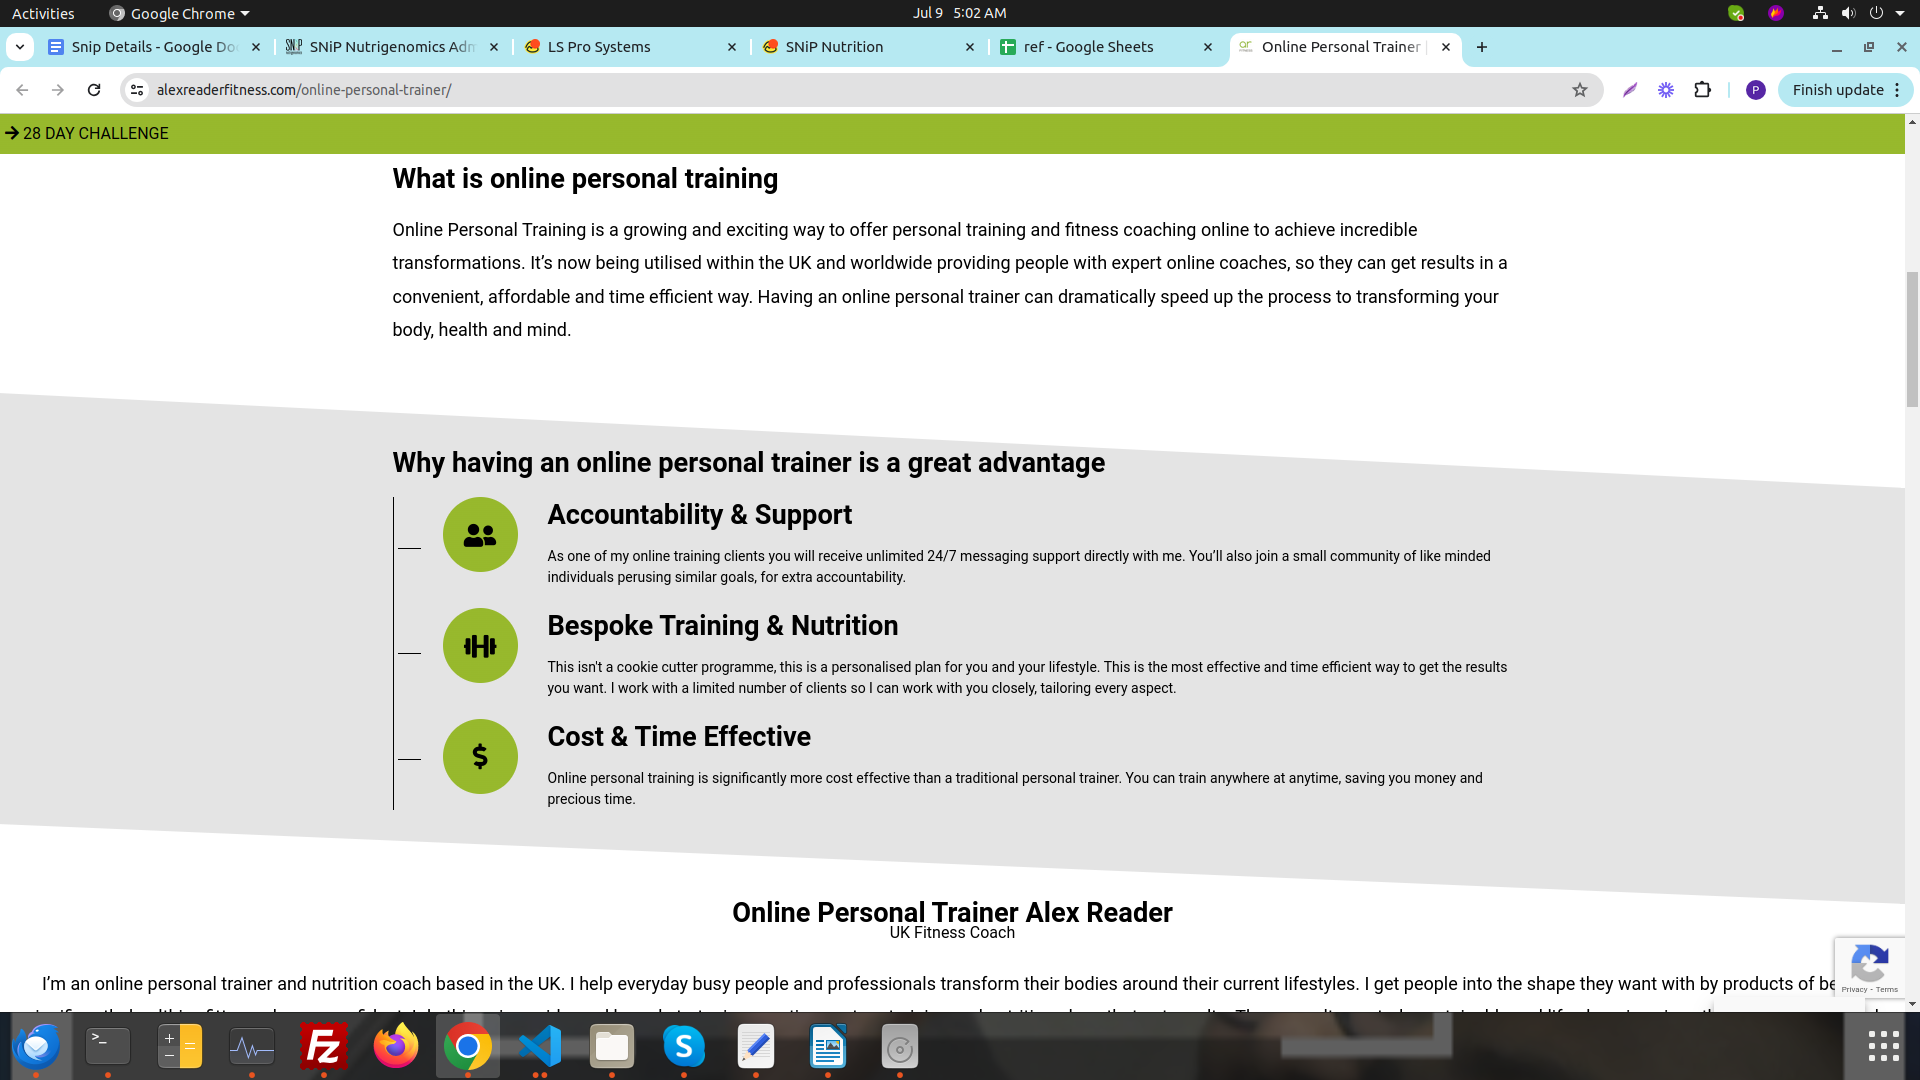 Activities
Google Chrome
Jul 9 5:02 AM
Snip Details - Google Do
SNiP Nutrigenomics Adm
LS Pro Systems
SNiP Nutrition
ref - Google Sheets
Online Personal Trainer
alexreaderfitness.com/online-personal-trainer/
P
Finish update
28 DAY CHALLENGE
What is online personal training
Online Personal Training is a growing and exciting way to offer personal training and fitness coaching online to achieve incredible
transformations. It’s now being utilised within the UK and worldwide providing people with expert online coaches, so they can get results in a
convenient, affordable and time efficient way. Having an online personal trainer can dramatically speed up the process to transforming your
body, health and mind.
Why having an online personal trainer is a great advantage
Accountability & Support
As one of my online training clients you will receive unlimited 24/7 messaging support directly with me. You’ll also join a small community of like minded
individuals perusing similar goals, for extra accountability.
Bespoke Training & Nutrition
This isn't a cookie cutter programme, this is a personalised plan for you and your lifestyle. This is the most effective and time efficient way to get the results
you want. I work with a limited number of clients so I can work with you closely, tailoring every aspect.
Cost & Time Effective
Online personal training is significantly more cost effective than a traditional personal trainer. You can train anywhere at anytime, saving you money and
precious time.
Online Personal Trainer Alex Reader
UK Fitness Coach
I’m an online personal trainer and nutrition coach based in the UK. I help everyday busy people and professionals transform their bodies around their current lifestyles. I get people into the shape they want with by products of be
Privacy - Terms